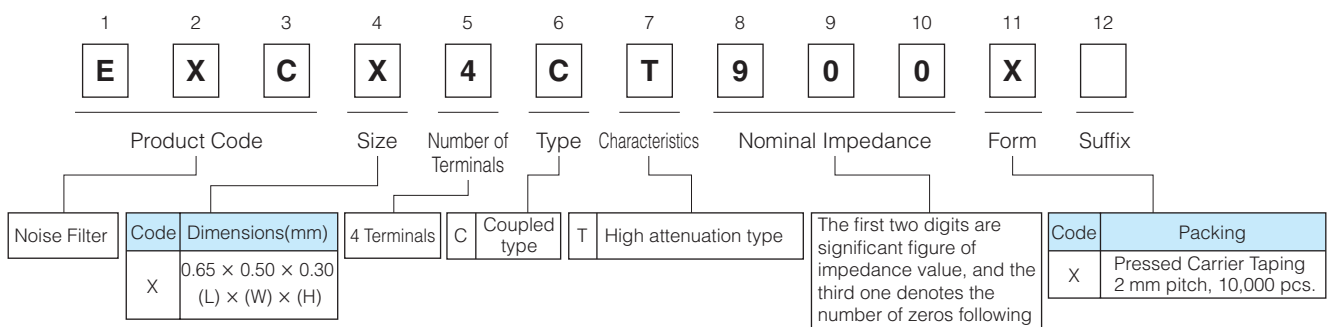 1 2 3 4 5 6 7 8 9 10 11 12
E X C X 4 C T 9 0 0 X
Product Code Size Number of Terminals Type Characteristics Nominal Impedance Form Suffix
Noise Filter
Code Dimensions(mm)
X 0.65 × 0.50 × 0.30
(L) × (W) × (H)
4 Terminals
C Coupled
type
T High attenuation type
The first two digits are
significant figure of
impedance value, and the
third one denotes the
number of zeros following
Code Packing
X Pressed Carrier Taping
2 mm pitch, 10,000 pcs.